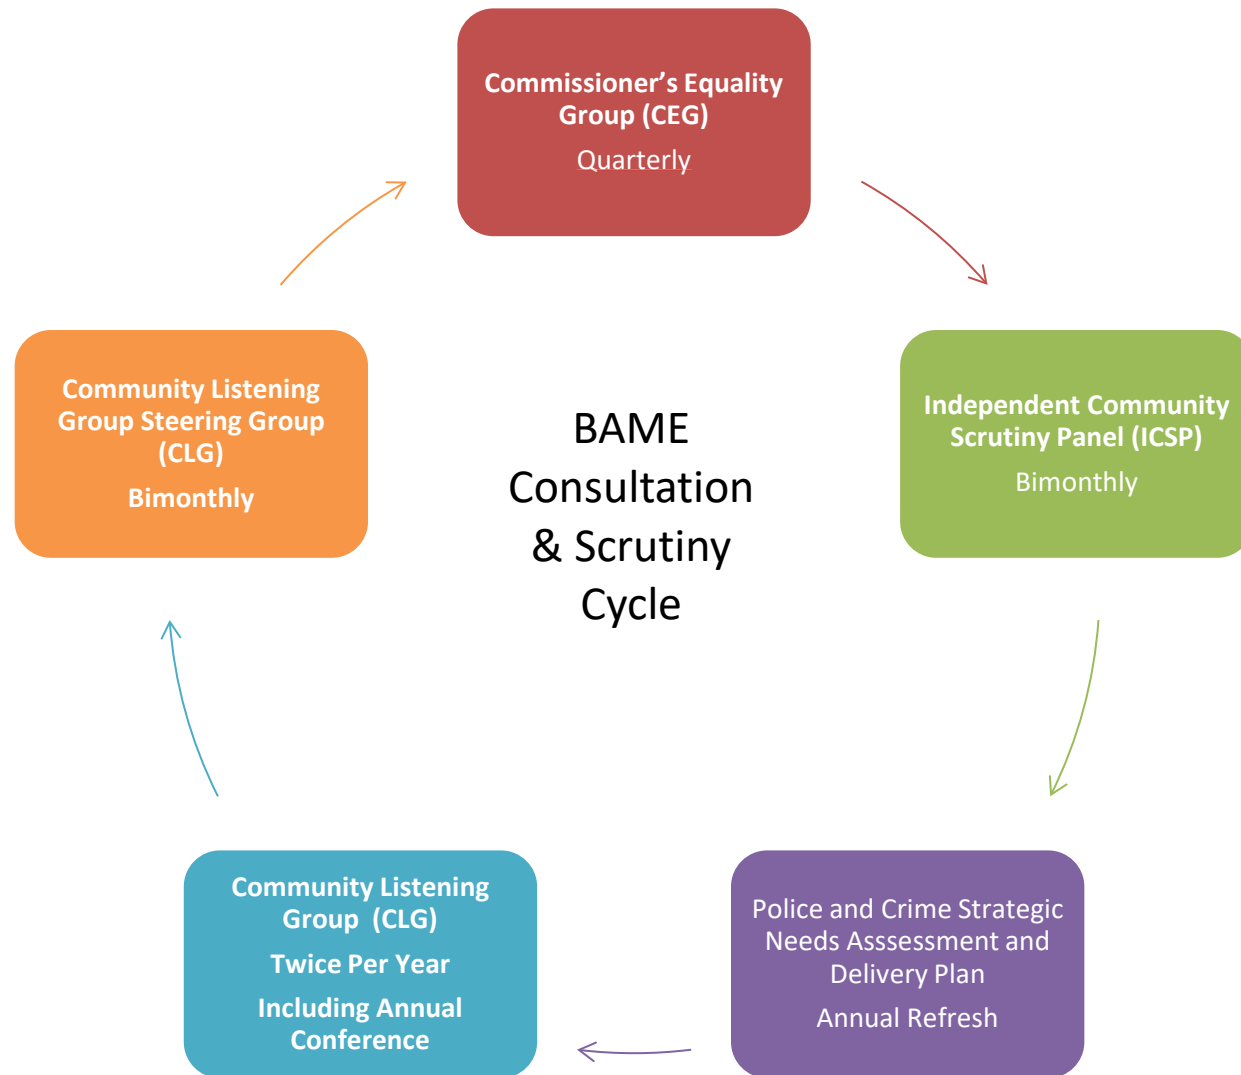 Commissioner’s Equality
Group (CEG)
Quarterly
Independent Community
Scrutiny Panel (ICSP)
Bimonthly
Police and Crime Strategic
Needs Asssessment and
Delivery Plan
Annual Refresh
Community Listening
Group  (CLG)
Twice Per Year
Including Annual
Conference
Community Listening
Group Steering Group
(CLG)
Bimonthly
BAME
Consultation
& Scrutiny
Cycle